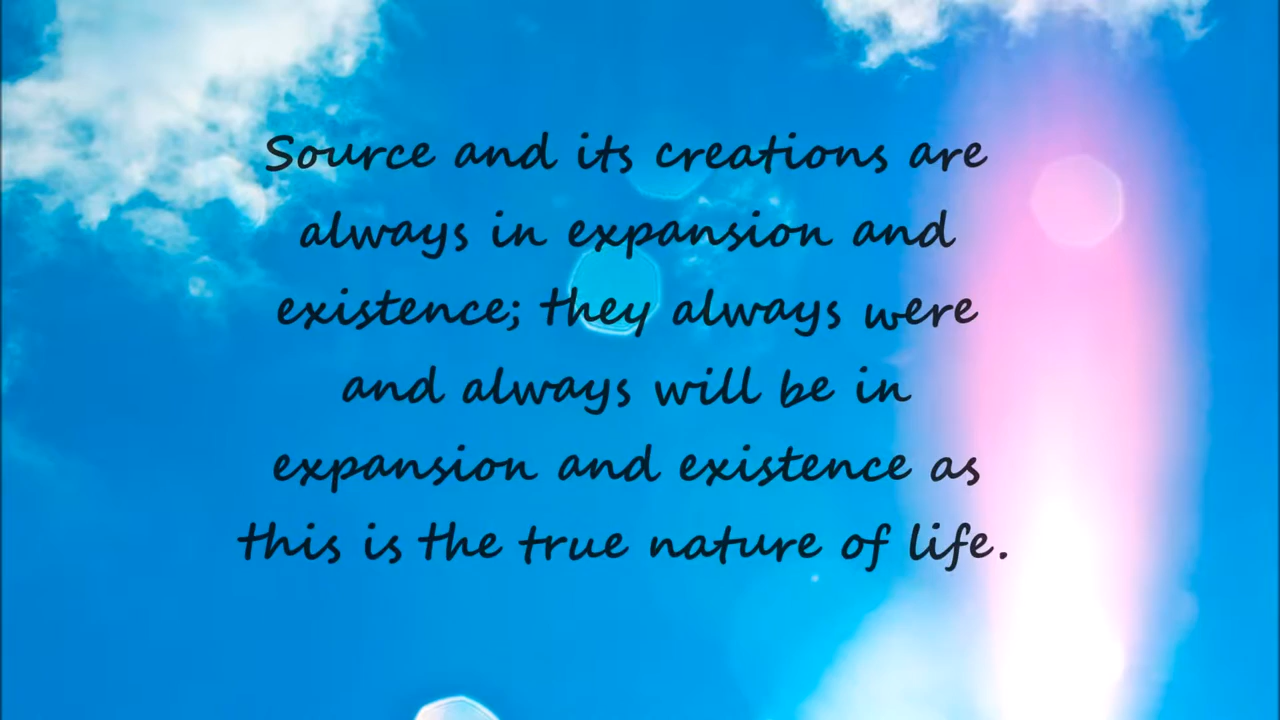 Source and its creations are
always in expansion and
existence; they always were
and always will be in
expansion and existence as
this is the true nature of life.